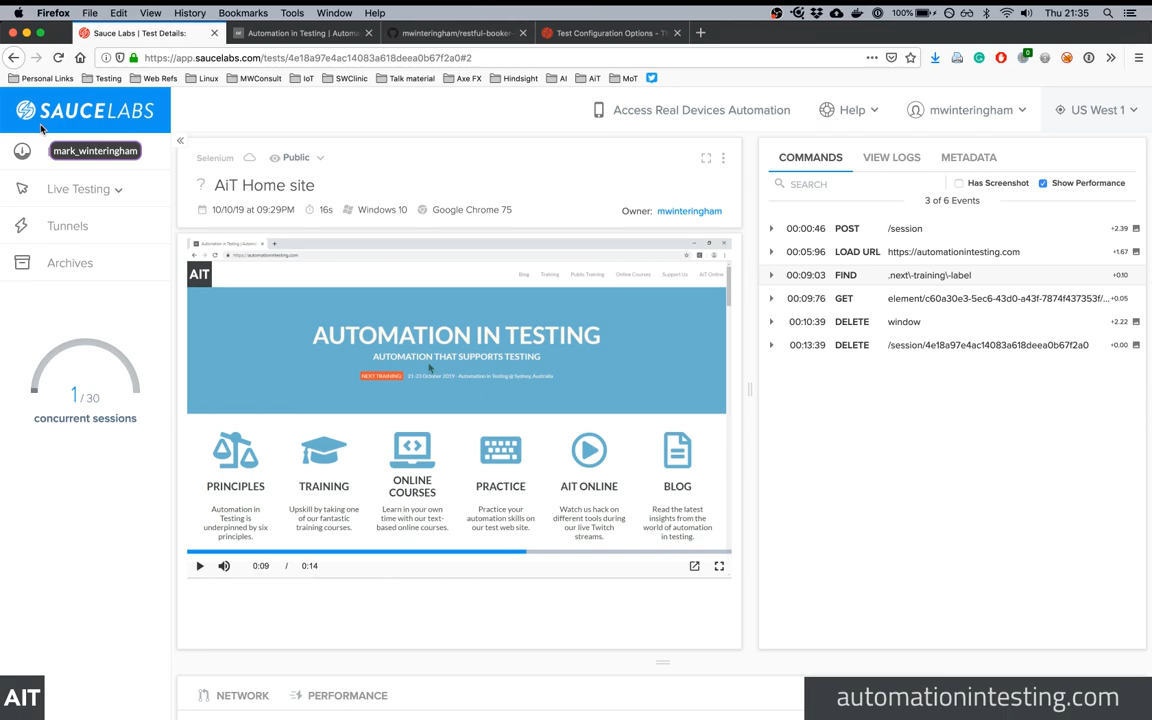 Firefox File Edit View History Bookmarks Tools Window Help 100% Thu 21:35
Sauce Labs | Test Details: Automation in Testing | Automa mwinteringham/restful-booker- Test Configuration Options - Th
https://app.saucelabs.com/tests/4e18a97e4ac14083a618deea0b67a0f#2
Personal Links Testing Web Refs Linux MWConsult IoT SWClinic Talk material Axe FX Hindsight AI AiT MoT
SAUCELABS
Access Real Devices Automation Help mwinteringham US West 1
mark_winteringham
Live Testing
Tunnels
Archives
1 / 30
concurrent sessions
Selenium Public
? AiT Home site
10/10/19 at 09:29PM 16s Windows 10 Google Chrome 75
Owner: mwinteringham
Automation in Testing | Autom
https://automationintesting.com
AIT Blog Training Public Training Online Courses Support Us AiT Online
AUTOMATION IN TESTING
AUTOMATION THAT SUPPORTS TESTING
NEXT TRAINING: 21-23 October 2019 - Automation in Testing @ Sydney, Australia
PRINCIPLES
Automation in
Testing is
underpinned by six
principles.
TRAINING
Upskill by taking one
of our fantastic
training courses.
ONLINE
COURSES
Learn in your own
time with our text-
based online courses.
PRACTICE
Practice your
automation skills on
our test web site.
AIT ONLINE
Watch us hack on
different tools during
our live Twitch
streams.
BLOG
Read the latest
insights from the
world of automation
in testing.
0:09 / 0:14
COMMANDS VIEW LOGS METADATA
SEARCH Has Screenshot Show Performance
3 of 6 Events
00:00:46 POST /session +2.39
00:05:96 LOAD URL https://automationintesting.com +1.67
00:09:03 FIND .next\-training\-label +0.10
00:09:76 GET element/c60a30e3-5ec6-43d0-a43f-7874f437353f/... +0.05
00:10:39 DELETE window +2.22
00:13:39 DELETE /session/4e18a97e4ac14083a618deea0b67a0f2 +0.00
NETWORK PERFORMANCE
AIT
automationintesting.com